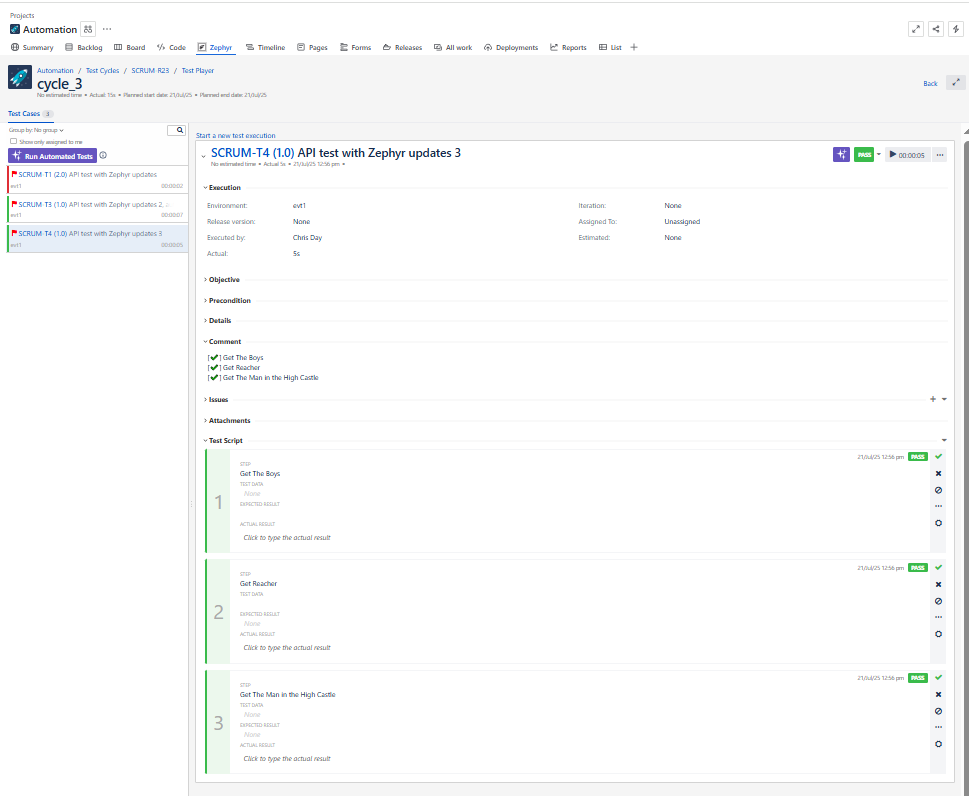 Projects
Automation
Summary Backlog Board Code Zephyr Timeline Pages Forms Releases All work Deployments Reports List
Automation / Test Cycles / SCRUM-R23 / Test Player
cycle_3
No estimated time • Actual: 15s • Planned start date: 21/Jul/25 • Planned end date: 21/Jul/25
Back
Test Cases 3
Group by: No group
Show only assigned to me
Run Automated Tests
SCRUM-T1 (2.0) API test with Zephyr updates
evt1 00:00:02
SCRUM-T3 (1.0) API test with Zephyr updates 2,
evt1 00:00:07
SCRUM-T4 (1.0) API test with Zephyr updates 3
evt1 00:00:05
Start a new test execution
SCRUM-T4 (1.0) API test with Zephyr updates 3
No estimated time • Actual 5s • 21/Jul/25 12:56 pm •
PASS 00:00:05
Execution
Environment: evt1 Iteration: None
Release version: None Assigned To: Unassigned
Executed by: Chris Day Estimated: None
Actual: 5s
Objective
Precondition
Details
Comment
[✔] Get The Boys
[✔] Get Reacher
[✔] Get The Man in the High Castle
Issues
Attachments
Test Script
21/Jul/25 12:56 pm PASS
1
STEP
Get The Boys
TEST DATA
None
EXPECTED RESULT
ACTUAL RESULT
Click to type the actual result
21/Jul/25 12:56 pm PASS
2
STEP
Get Reacher
TEST DATA
EXPECTED RESULT
None
ACTUAL RESULT
Click to type the actual result
21/Jul/25 12:56 pm PASS
3
STEP
Get The Man in the High Castle
TEST DATA
None
EXPECTED RESULT
None
ACTUAL RESULT
Click to type the actual result